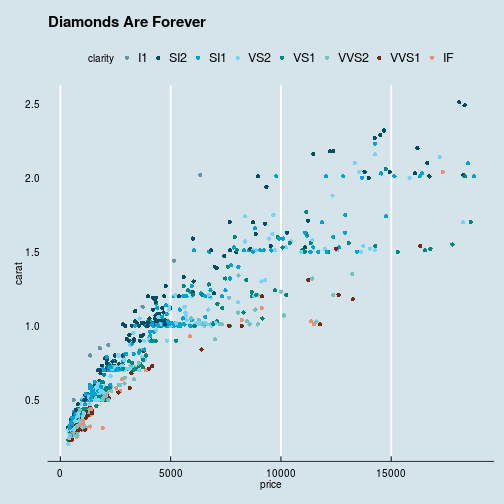 Diamonds Are Forever
clarity I1 SI2 SI1 VS2 VS1 VVS2 VVS1 IF
2.5
2.0
1.5
1.0
0.5
carat
0 5000 10000 15000
price